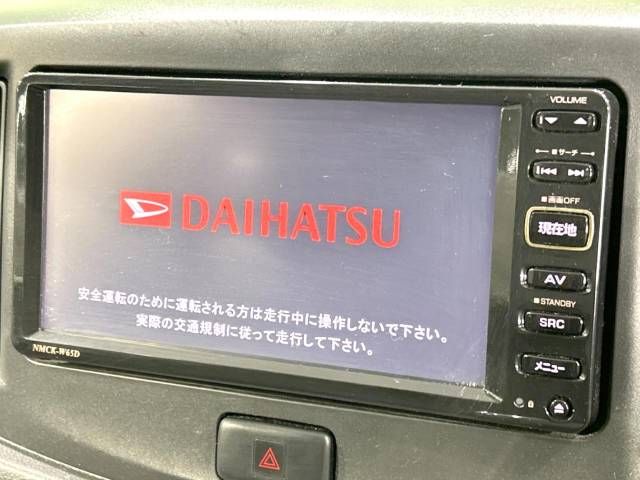 VOLUME
サーチ
画面OFF
現在地
AV
STANDBY
SRC
メニュー
DAIHATSU
安全運転のために運転される方は走行中に操作しないで下さい。
実際の交通規制に従って走行して下さい。
NMCK-W65D